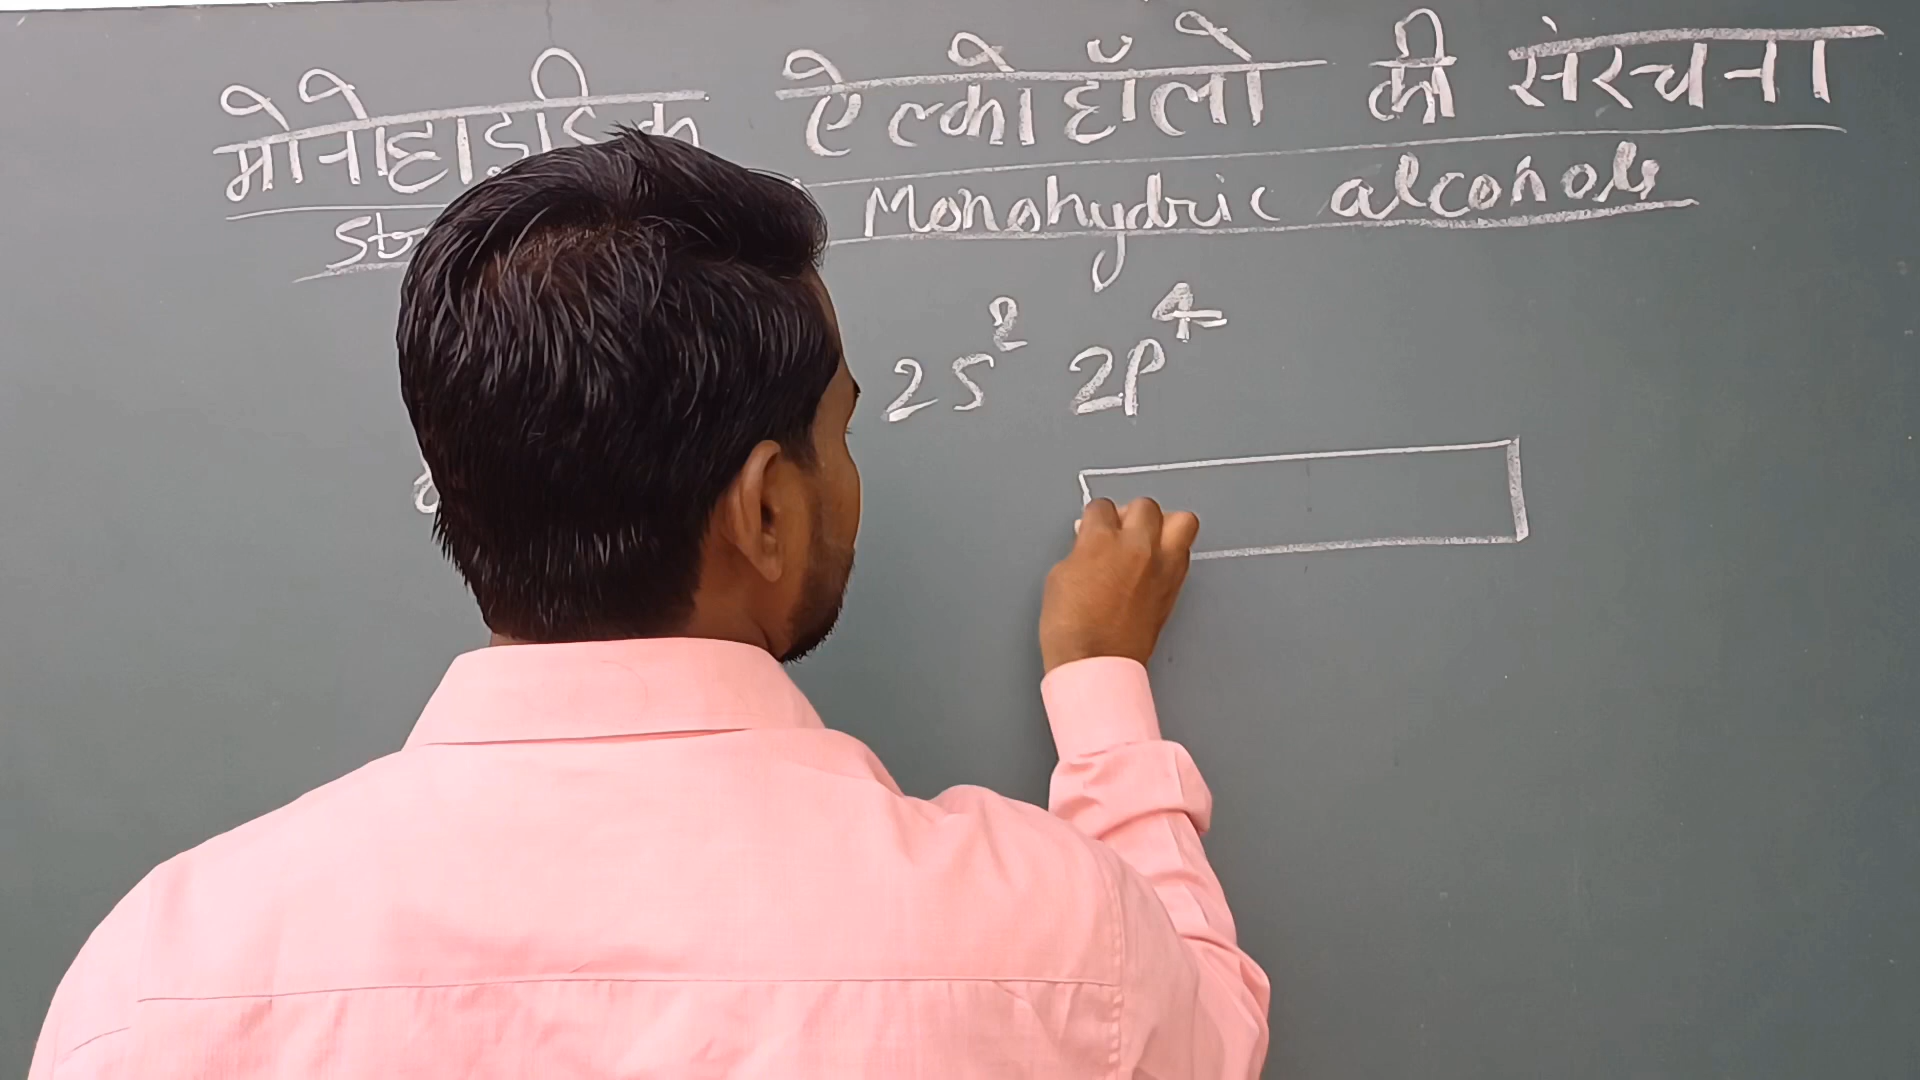 मोनोहाइड्रिक ऐल्कोहॉलो की संरचना
Monohydric alcohols
2S² 2P⁴